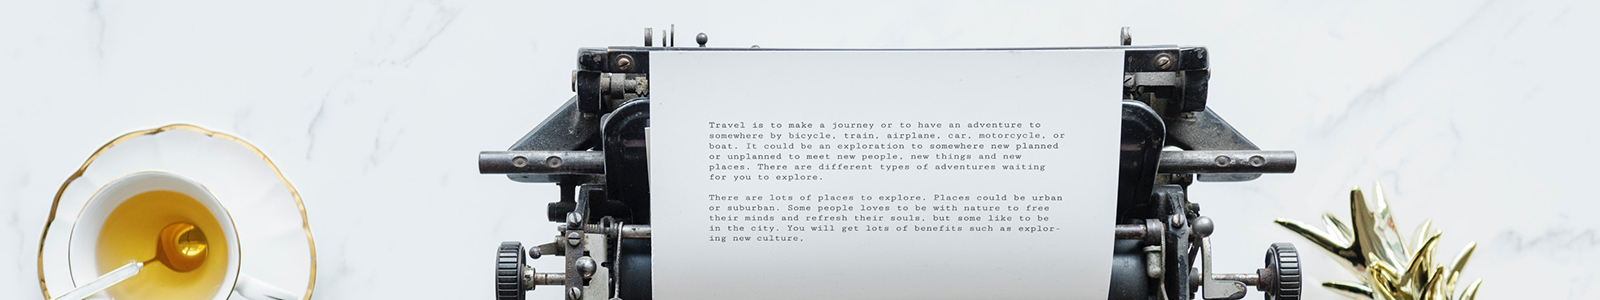 Travel is to make a journey or to have an adventure to
somewhere by bicycle, train, airplane, car, motorcycle, or
boat. It could be an exploration to somewhere new planned
or unplanned to meet new people, new things and new
places. There are different types of adventures waiting
for you to explore.
There are lots of places to explore. Places could be urban
or suburban. Some people loves to be with nature to free
their minds and refresh their souls, but some like to be
in the city. You will get lots of benefits such as explor-
ing new culture,